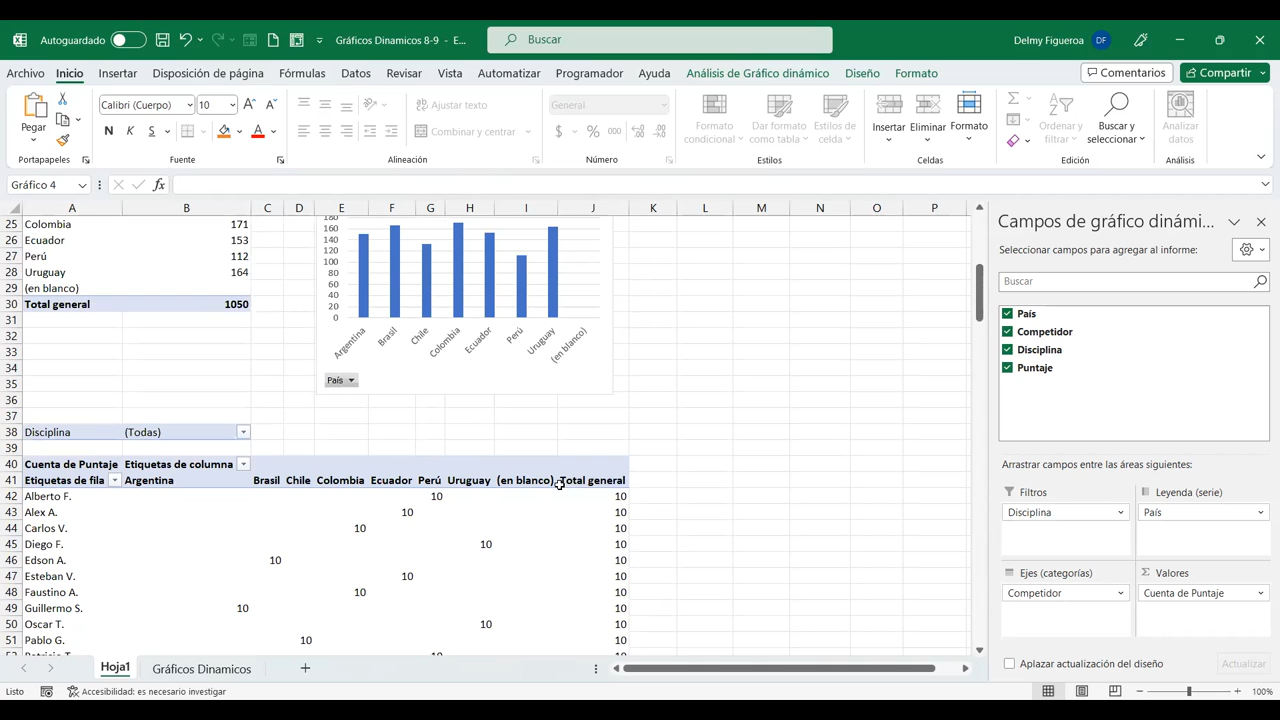 Autoguardado
Gráficos Dinamicos 8-9 - E...
Buscar
Delmy Figueroa
DF
Archivo Inicio Insertar Disposición de página Fórmulas Datos Revisar Vista Automatizar Programador Ayuda Análisis de Gráfico dinámico Diseño Formato
Comentarios
Compartir
Pegar
Portapapeles
Calibri (Cuerpo) 10
N K S
Fuente
Ajustar texto
Combinar y centrar
Alineación
General
$ % 000
Número
Formato condicional
Dar formato como tabla
Estilos de celda
Estilos
Insertar Eliminar Formato
Celdas
Ordenar y filtrar
Buscar y seleccionar
Edición
Analizar datos
Análisis
Gráfico 4
fx
A B C D E F G H I J K L M N O P
25 Colombia 171
26 Ecuador 153
27 Perú 112
28 Uruguay 164
29 (en blanco)
30 Total general 1050
31
32
33
34
35
36
37
38 Disciplina (Todas)
39
40 Cuenta de Puntaje Etiquetas de columna
41 Etiquetas de fila Argentina Brasil Chile Colombia Ecuador Perú Uruguay (en blanco) Total general
42 Alberto F. 10 10
43 Alex A. 10 10
44 Carlos V. 10 10
45 Diego F. 10 10
46 Edson A. 10 10
47 Esteban V. 10 10
48 Faustino A. 10 10
49 Guillermo S. 10 10
50 Oscar T. 10 10
51 Pablo G. 10 10
180
160
140
120
100
80
60
40
20
0
Argentina Brasil Chile Colombia Ecuador Perú Uruguay (en blanco)
País
Campos de gráfico dinámi...
Seleccionar campos para agregar al informe:
Buscar
País
Competidor
Disciplina
Puntaje
Arrastrar campos entre las áreas siguientes:
Filtros
Disciplina
Leyenda (serie)
País
Ejes (categorías)
Competidor
Valores
Cuenta de Puntaje
Aplazar actualización del diseño
Actualizar
Hoja1 Gráficos Dinamicos
Listo
Accesibilidad: es necesario investigar
100%